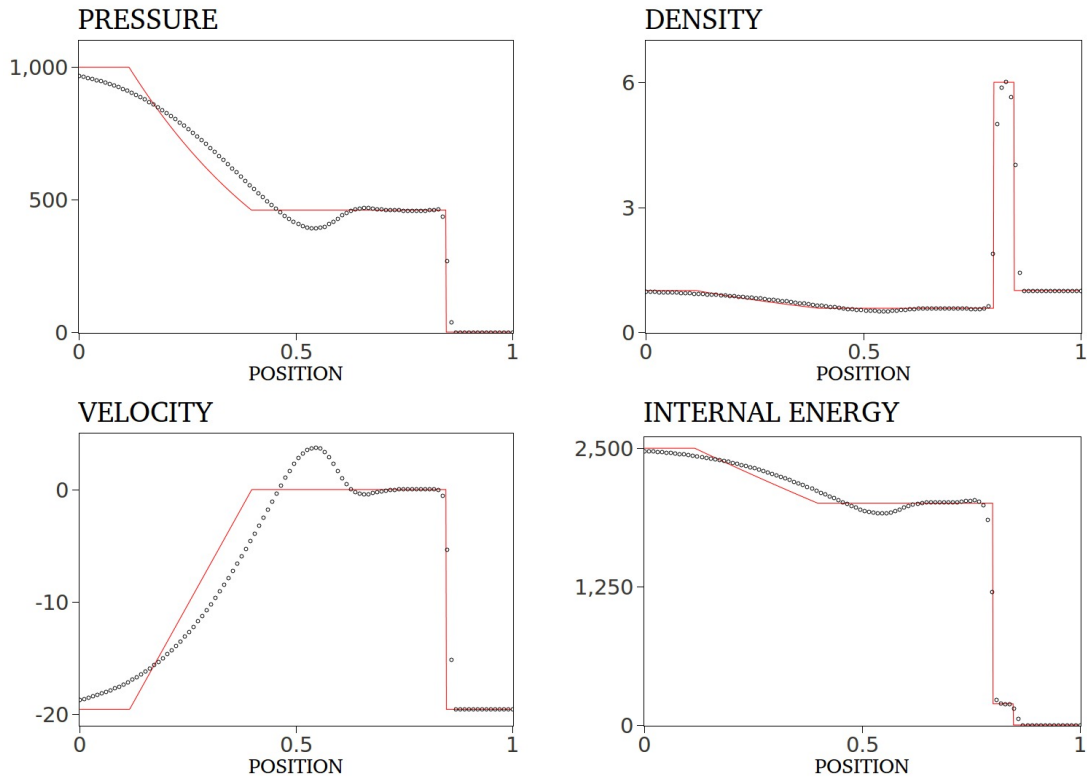 PRESSURE
1,000
500
0
0 0.5 1
POSITION
DENSITY
6
3
0
0 0.5 1
POSITION
VELOCITY
0
-10
-20
0 0.5 1
POSITION
INTERNAL ENERGY
2,500
1,250
0
0 0.5 1
POSITION